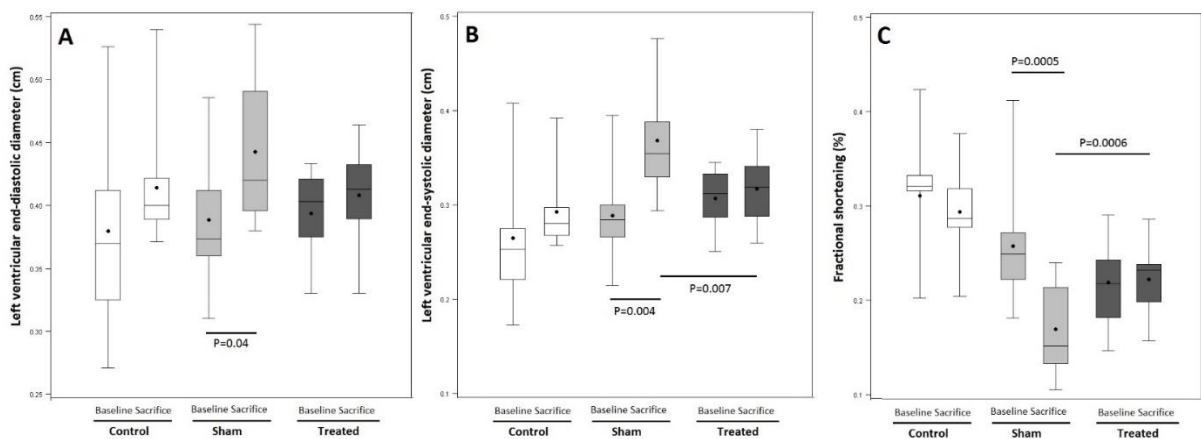 A
Left ventricular end-diastolic diameter (cm)
0.55
0.50
0.45
0.40
0.35
0.30
0.25
P=0.04
Baseline Sacrifice Baseline Sacrifice Baseline Sacrifice
Control Sham Treated
B
Left ventricular end-systolic diameter (cm)
0.5
0.4
0.3
0.2
0.1
P=0.007
P=0.004
Baseline Sacrifice Baseline Sacrifice Baseline Sacrifice
Control Sham Treated
C
Fractional shortening (%)
0.5
0.4
0.3
0.2
0.1
P=0.0005
P=0.0006
Baseline Sacrifice Baseline Sacrifice Baseline Sacrifice
Control Sham Treated